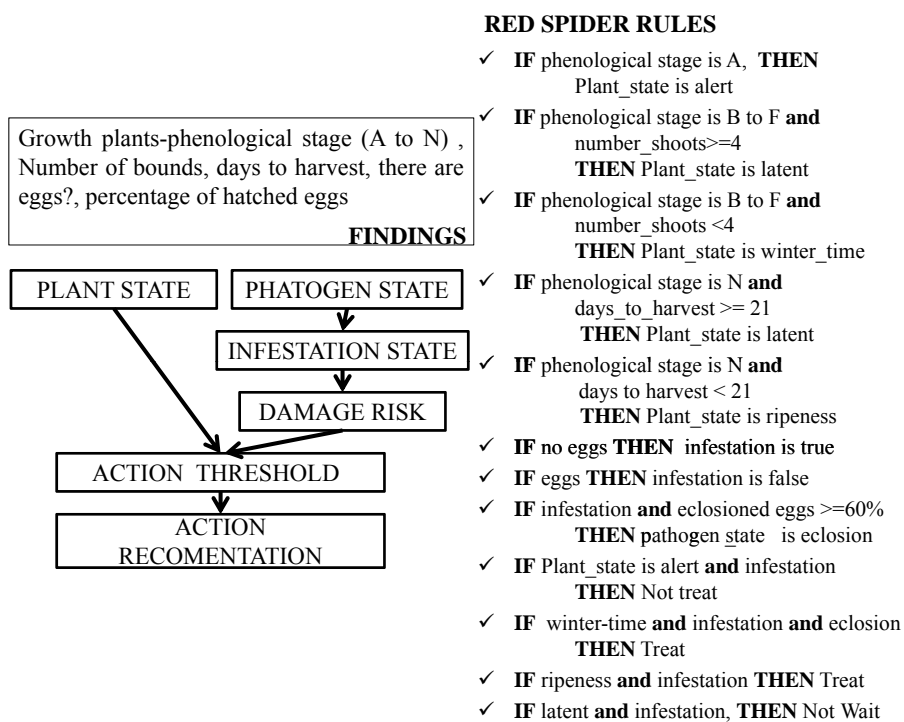 RED SPIDER RULES
✓ IF phenological stage is A, THEN
Plant_state is alert
✓ IF phenological stage is B to F and
number_shoots>=4
THEN Plant_state is latent
✓ IF phenological stage is B to F and
number_shoots <4
THEN Plant_state is winter_time
✓ IF phenological stage is N and
days_to_harvest >= 21
THEN Plant_state is latent
✓ IF phenological stage is N and
days to harvest < 21
THEN Plant_state is ripeness
✓ IF no eggs THEN infestation is true
✓ IF eggs THEN infestation is false
✓ IF infestation and eclosioned eggs >=60%
THEN pathogen state is eclosion
✓ IF Plant_state is alert and infestation
THEN Not treat
✓ IF winter-time and infestation and eclosion
THEN Treat
✓ IF ripeness and infestation THEN Treat
✓ IF latent and infestation, THEN Not Wait
Growth plants-phenological stage (A to N) ,
Number of bounds, days to harvest, there are
eggs?, percentage of hatched eggs
FINDINGS
PLANT STATE
PHATOGEN STATE
INFESTATION STATE
DAMAGE RISK
ACTION THRESHOLD
ACTION
RECOMENTATION